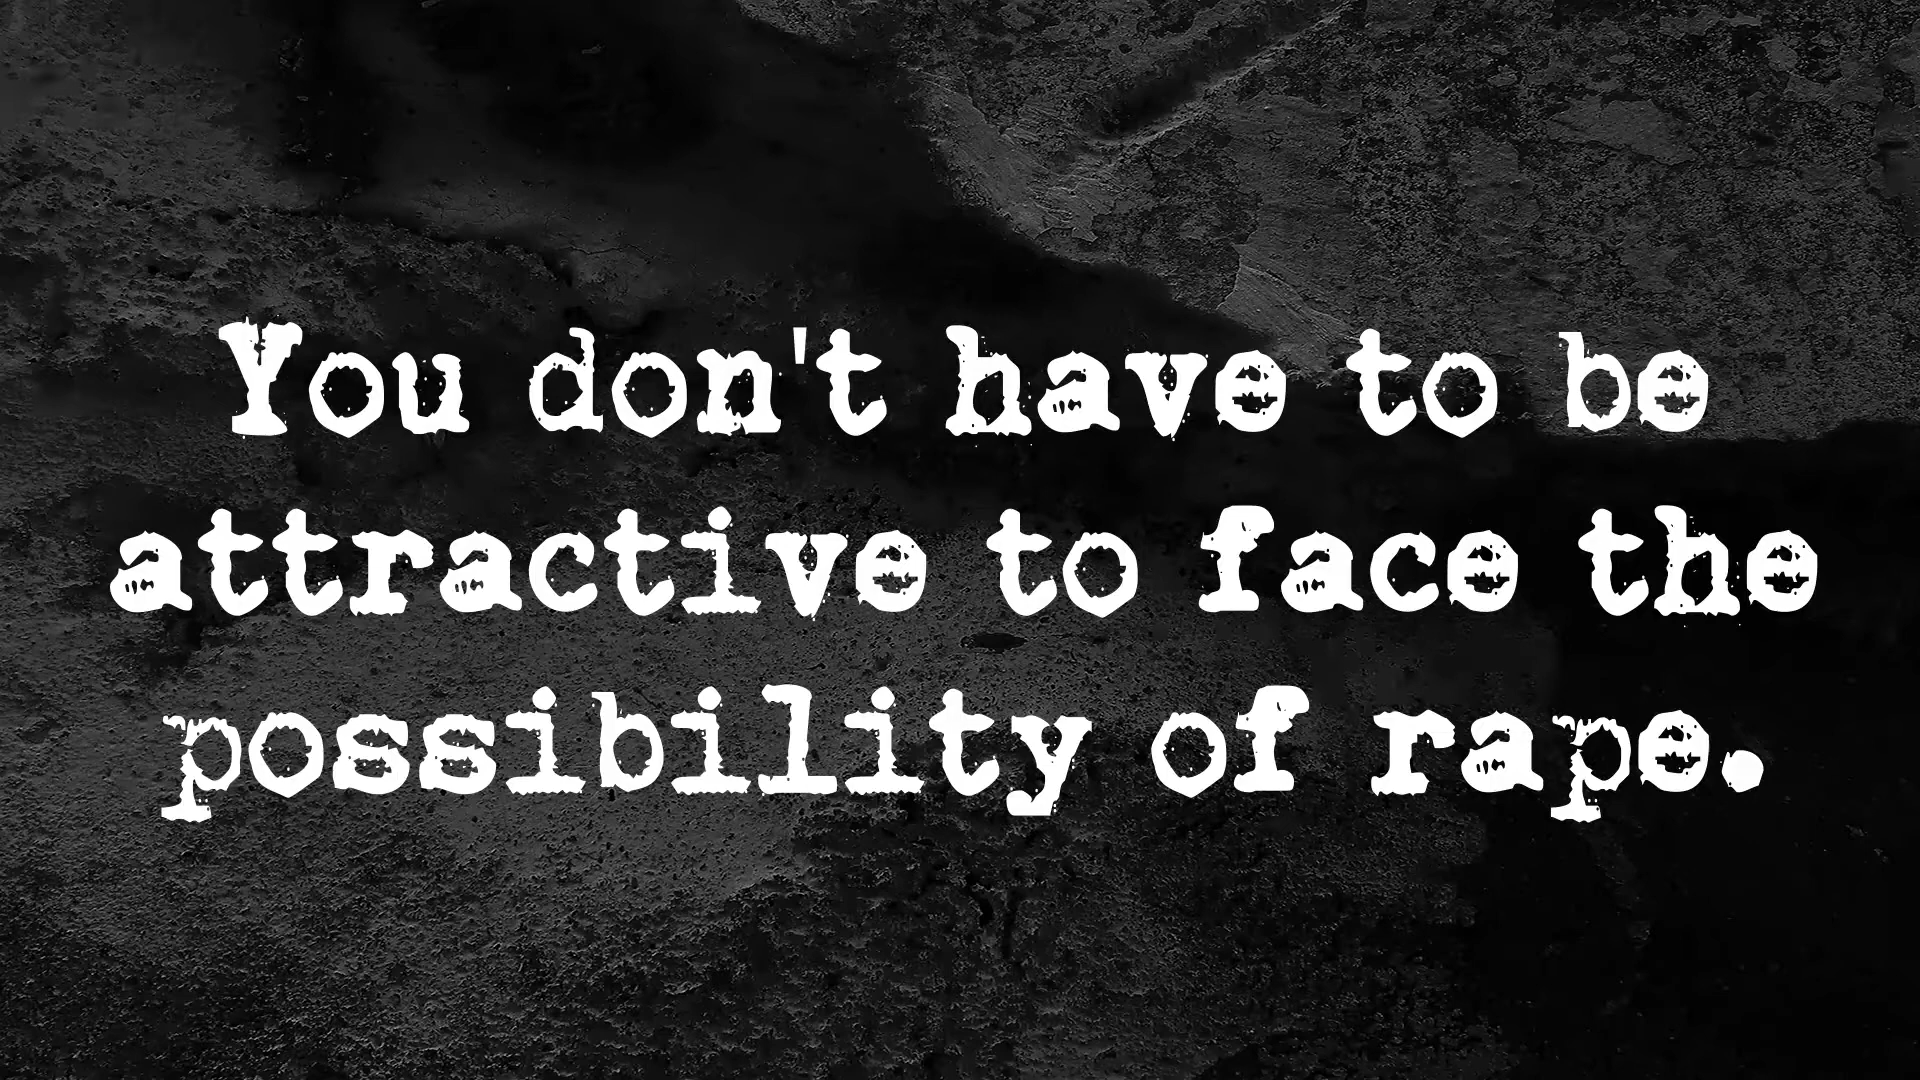 You don't have to be
attractive to face the
possibility of rape.